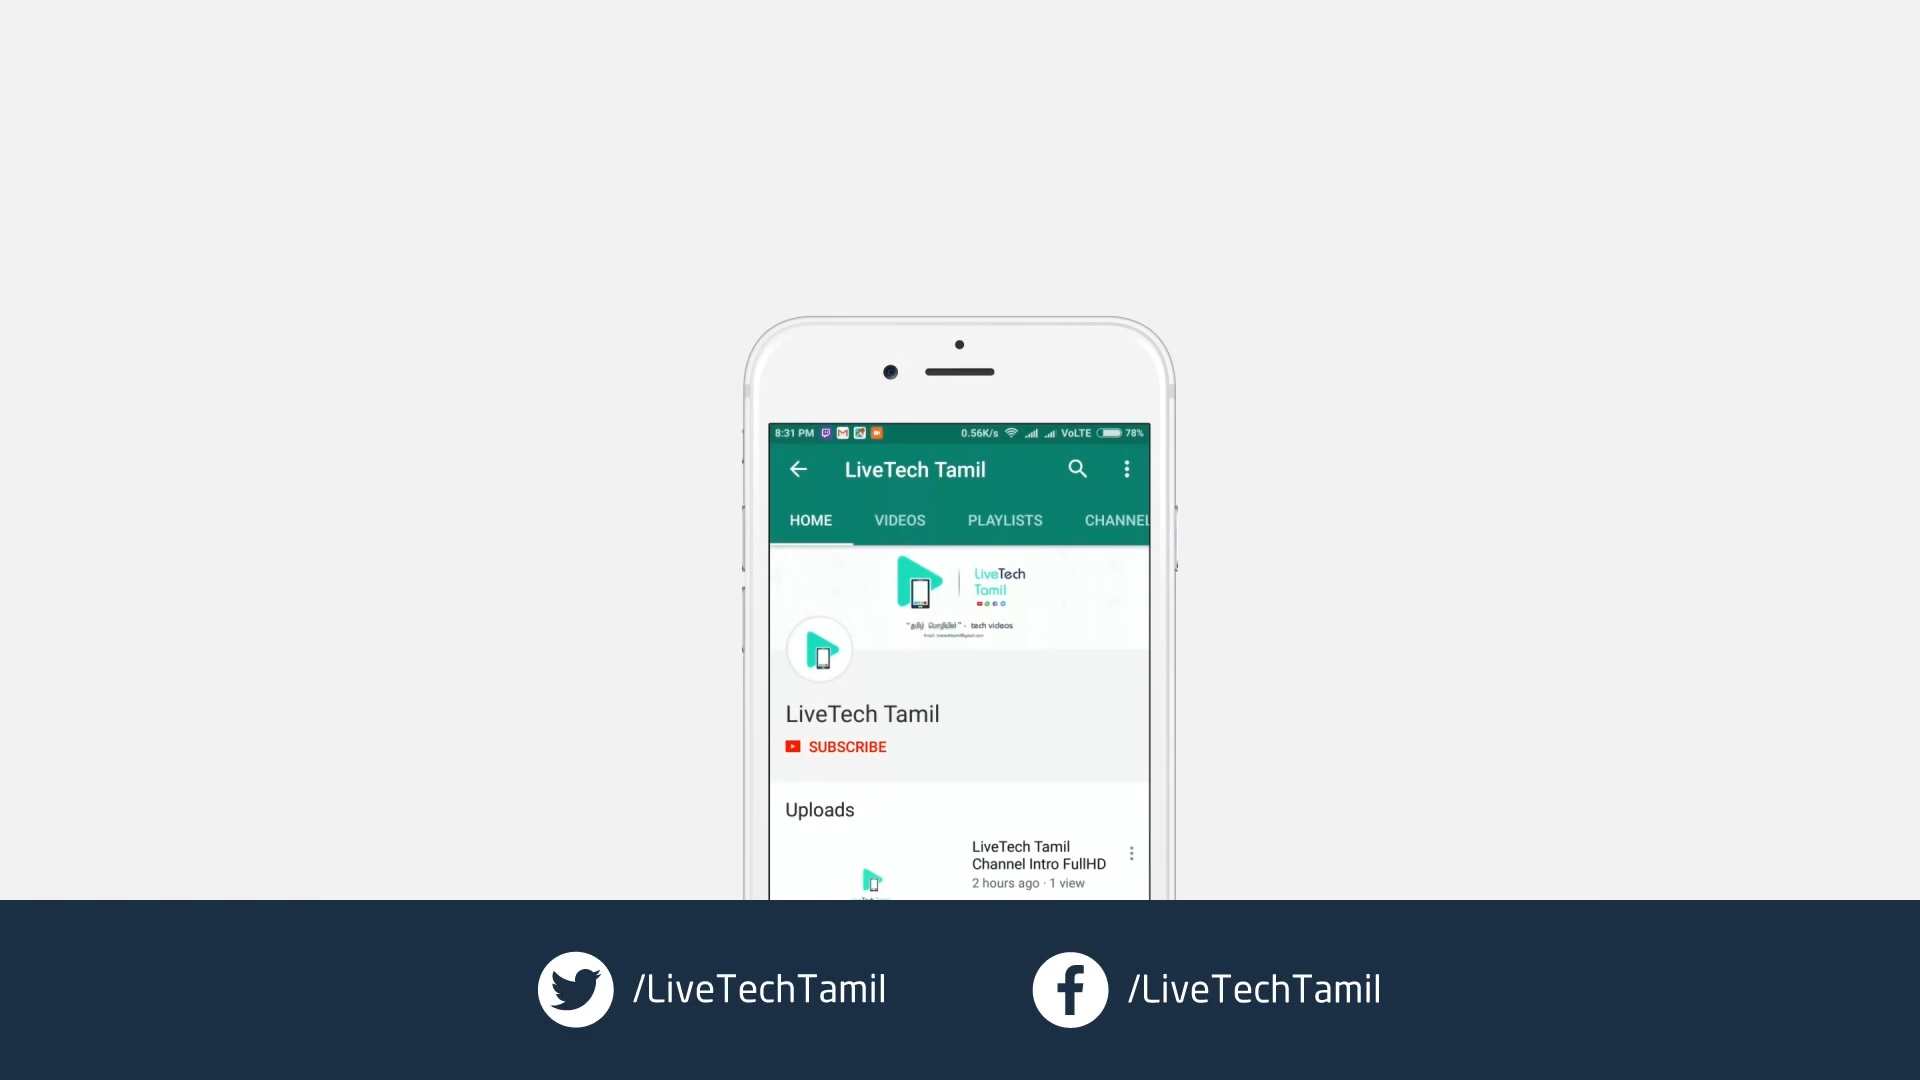 8:31 PM 0.56K/s VoLTE 78%
LiveTech Tamil
HOME VIDEOS PLAYLISTS CHANNEL
LiveTech
Tamil
"தமிழ் மொழியில்" - tech videos
LiveTech Tamil
SUBSCRIBE
Uploads
LiveTech Tamil
Channel Intro FullHD
2 hours ago · 1 view
/LiveTechTamil /LiveTechTamil